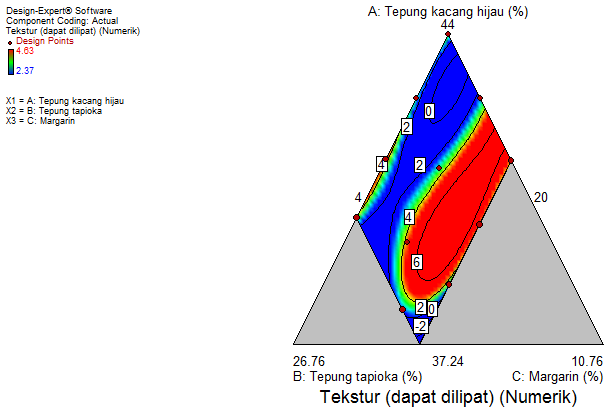 Design-Expert® Software
Component Coding: Actual
Tekstur (dapat dilipat) (Numerik)
Design Points
4.63
2.37
X1 = A: Tepung kacang hijau
X2 = B: Tepung tapioka
X3 = C: Margarin
A: Tepung kacang hijau (%)
44
0
2
4
2
4
20
4
6
2
0
-2
26.76
37.24
10.76
B: Tepung tapioka (%)
C: Margarin (%)
Tekstur (dapat dilipat) (Numerik)